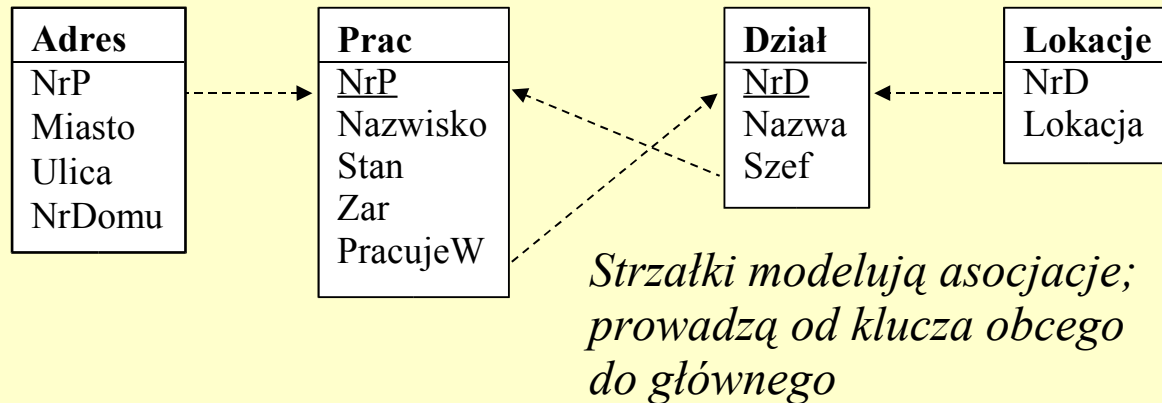 Adres
NrP
Miasto
Ulica
NrDomu
Prac
NrP
Nazwisko
Stan
Zar
PracujeW
Dział
NrD
Nazwa
Szef
Lokacje
NrD
Lokacja
Strzałki modelują asocjacje;
prowadzą od klucza obcego
do głównego